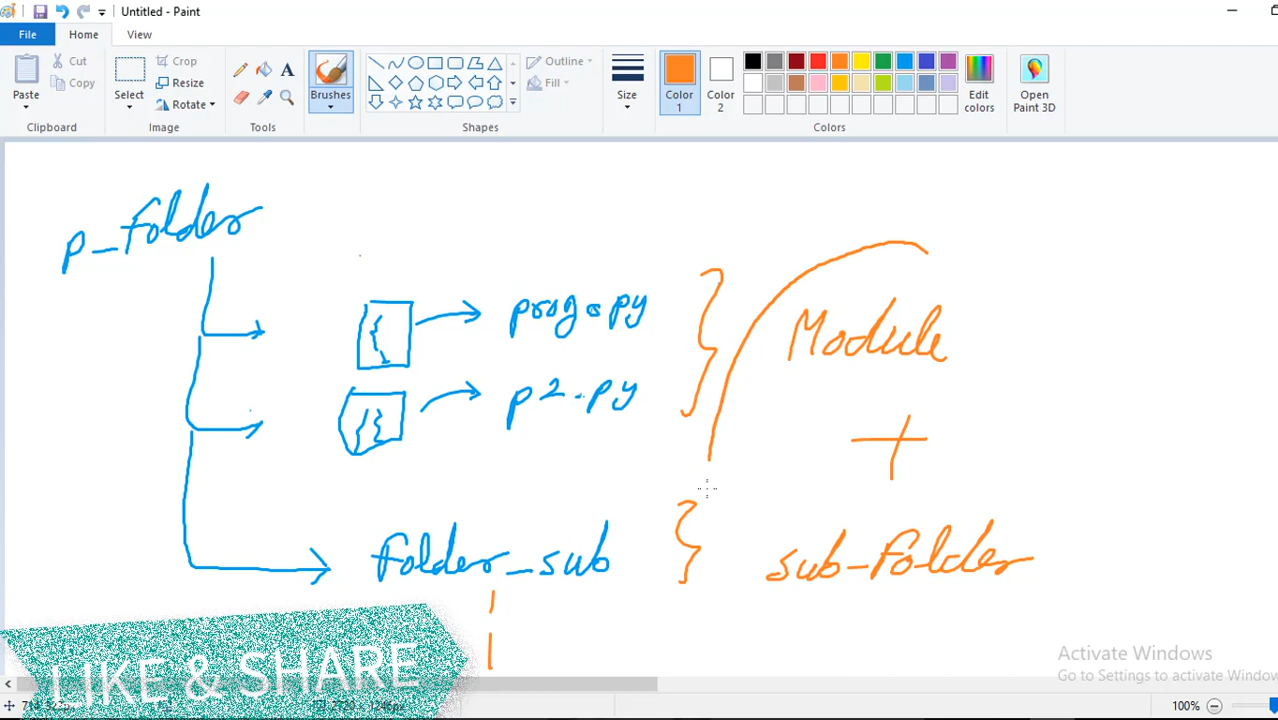 Untitled - Paint
File Home View
Paste
Cut
Copy
Clipboard
Select
Crop
Resize
Rotate
Image
Tools
Brushes
Shapes
Outline
Fill
Size
Color 1
Color 2
Colors
Edit colors
Open Paint 3D
p_folder
prog.py
p2.py
Module
+
folder_sub
sub-folder
LIKE & SHARE
Activate Windows
Go to Settings to activate Window
100%